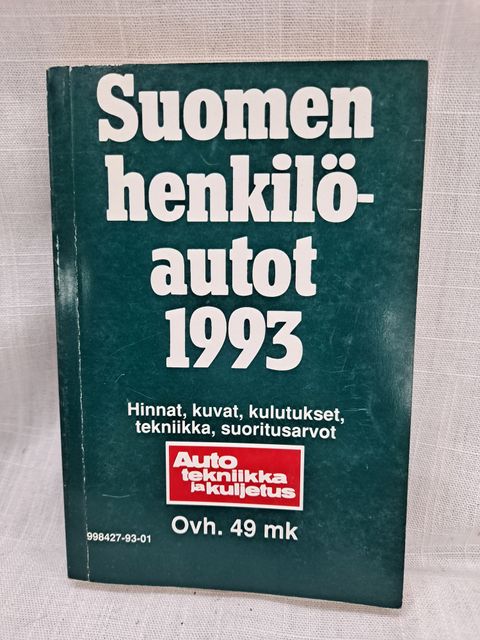 Suomen
henkilö-
autot
1993
Hinnat, kuvat, kulutukset,
tekniikka, suoritusarvot
Auto
tekniikka
ja kuljetus
Ovh. 49 mk
998427-93-01